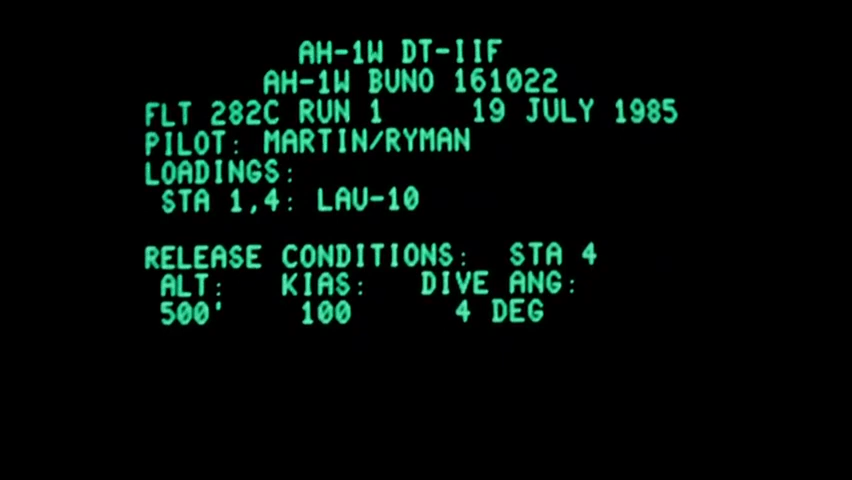 AH-1W DT-IIF
AH-1W BUNO 161022
FLT 282C RUN 1 19 JULY 1985
PILOT: MARTIN/RYMAN
LOADINGS:
STA 1,4: LAU-10
RELEASE CONDITIONS: STA 4
ALT: KIAS: DIVE ANG:
500' 100 4 DEG